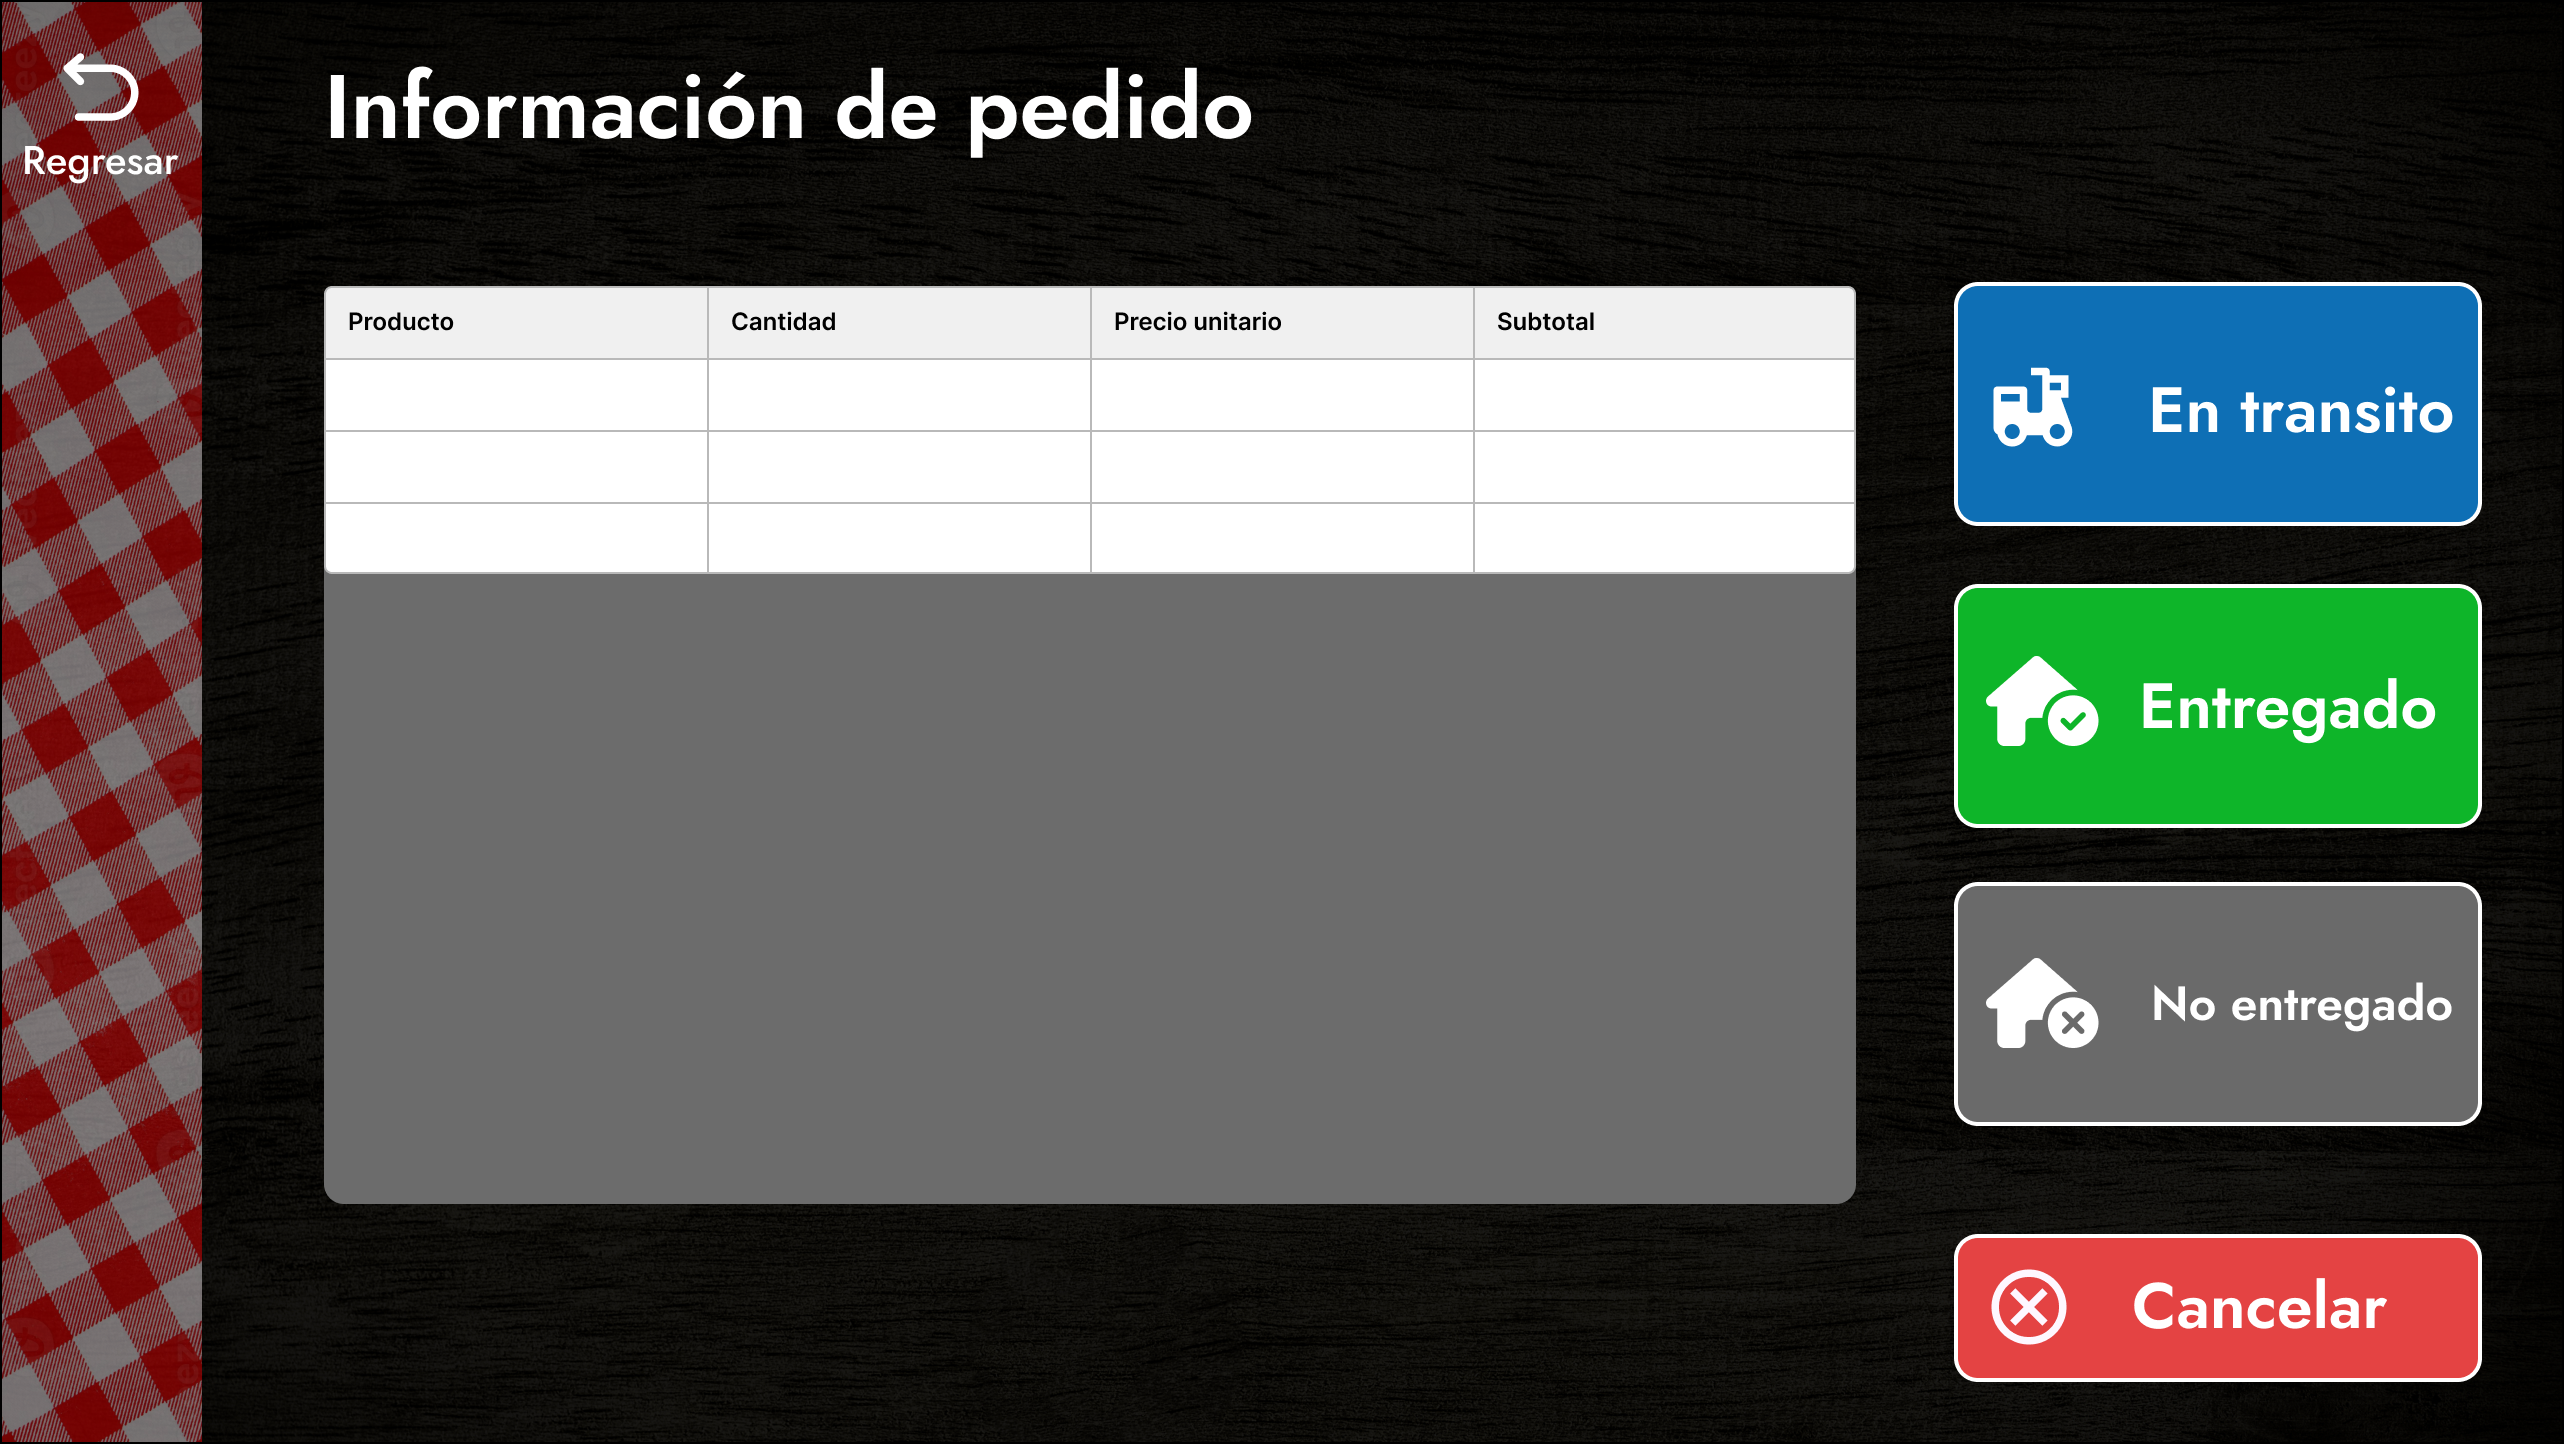 Regresar
Información de pedido
Producto Cantidad Precio unitario Subtotal
En transito
Entregado
No entregado
Cancelar